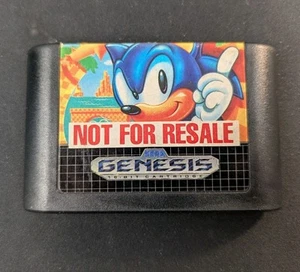 NOT FOR RESALE
SEGA
GENESIS
16-BIT CARTRIDGE